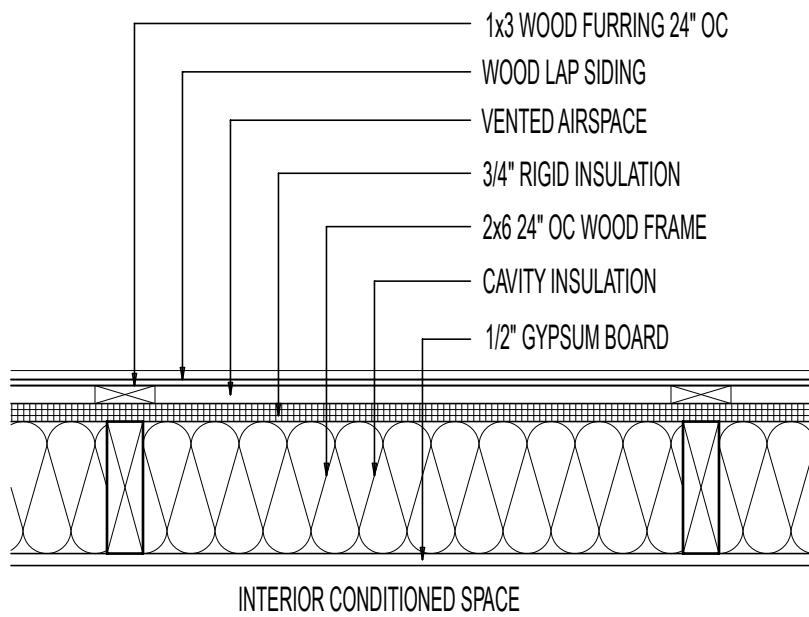 1x3 WOOD FURRING 24" OC
WOOD LAP SIDING
VENTED AIRSPACE
3/4" RIGID INSULATION
2x6 24" OC WOOD FRAME
CAVITY INSULATION
1/2" GYPSUM BOARD
INTERIOR CONDITIONED SPACE